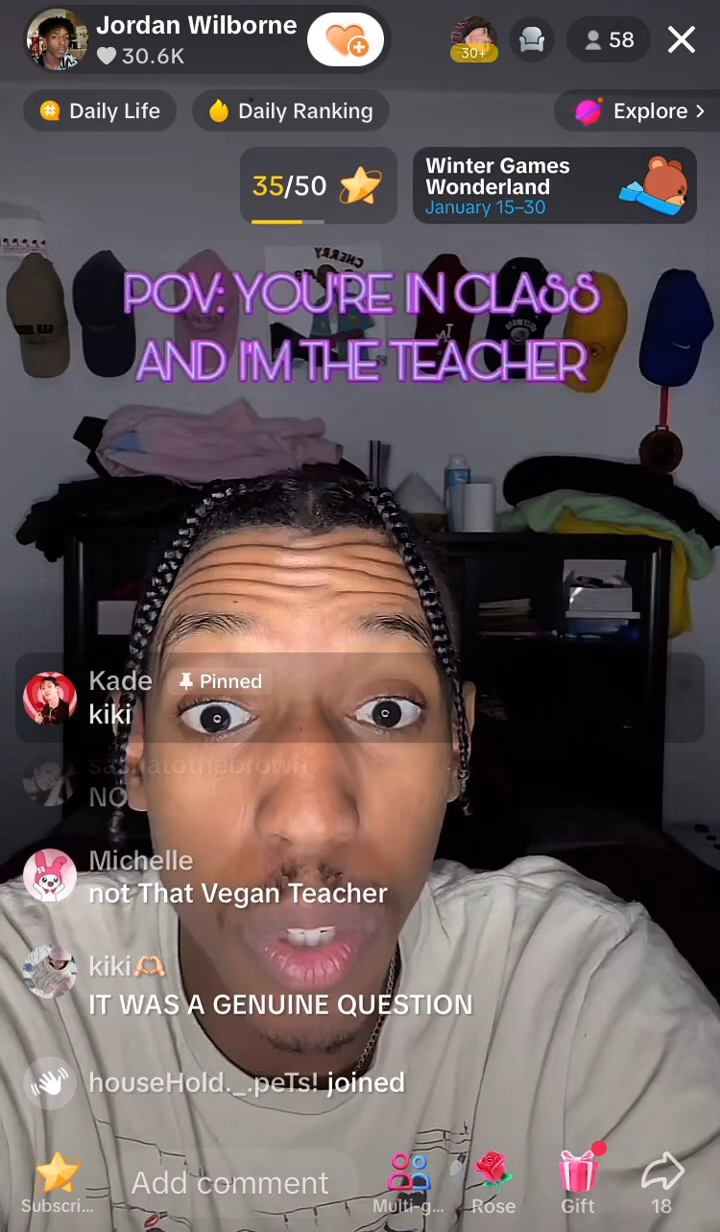 Jordan Wilborne
30.6K
30+
58
Daily Life
Daily Ranking
Explore >
35/50
Winter Games
Wonderland
January 15–30
CHERRY
POV: YOU'RE IN CLASS
AND I'M THE TEACHER
LA
Kade Pinned
kiki
NO
Michelle
not That Vegan Teacher
kiki🫶🏼
IT WAS A GENUINE QUESTION
houseHold._.peTs! joined
Subscri...
Add comment
Multi-g...
Rose
Gift
18